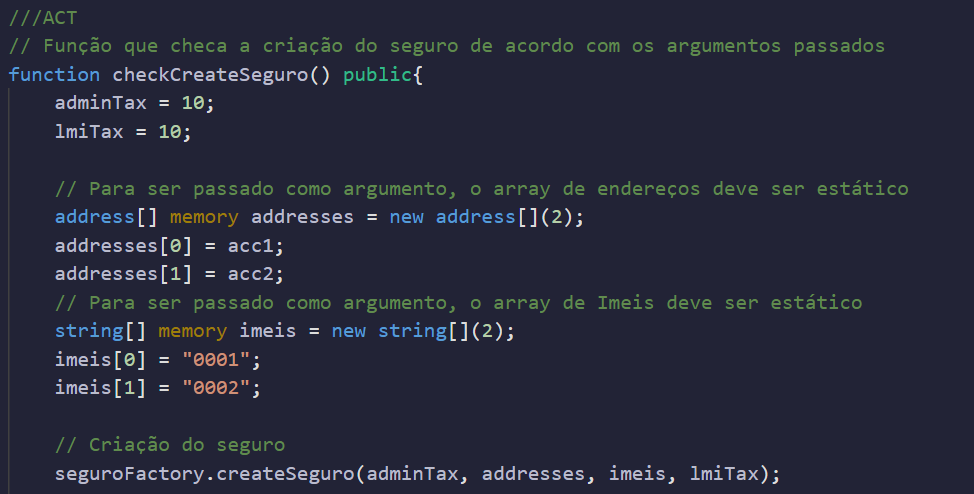 ///ACT
// Função que checa a criação do seguro de acordo com os argumentos passados
function checkCreateSeguro() public{
    adminTax = 10;
    lmiTax = 10;

    // Para ser passado como argumento, o array de endereços deve ser estático
    address[] memory addresses = new address[](2);
    addresses[0] = acc1;
    addresses[1] = acc2;
    // Para ser passado como argumento, o array de Imeis deve ser estático
    string[] memory imeis = new string[](2);
    imeis[0] = "0001";
    imeis[1] = "0002";

    // Criação do seguro
    seguroFactory.createSeguro(adminTax, addresses, imeis, lmiTax);